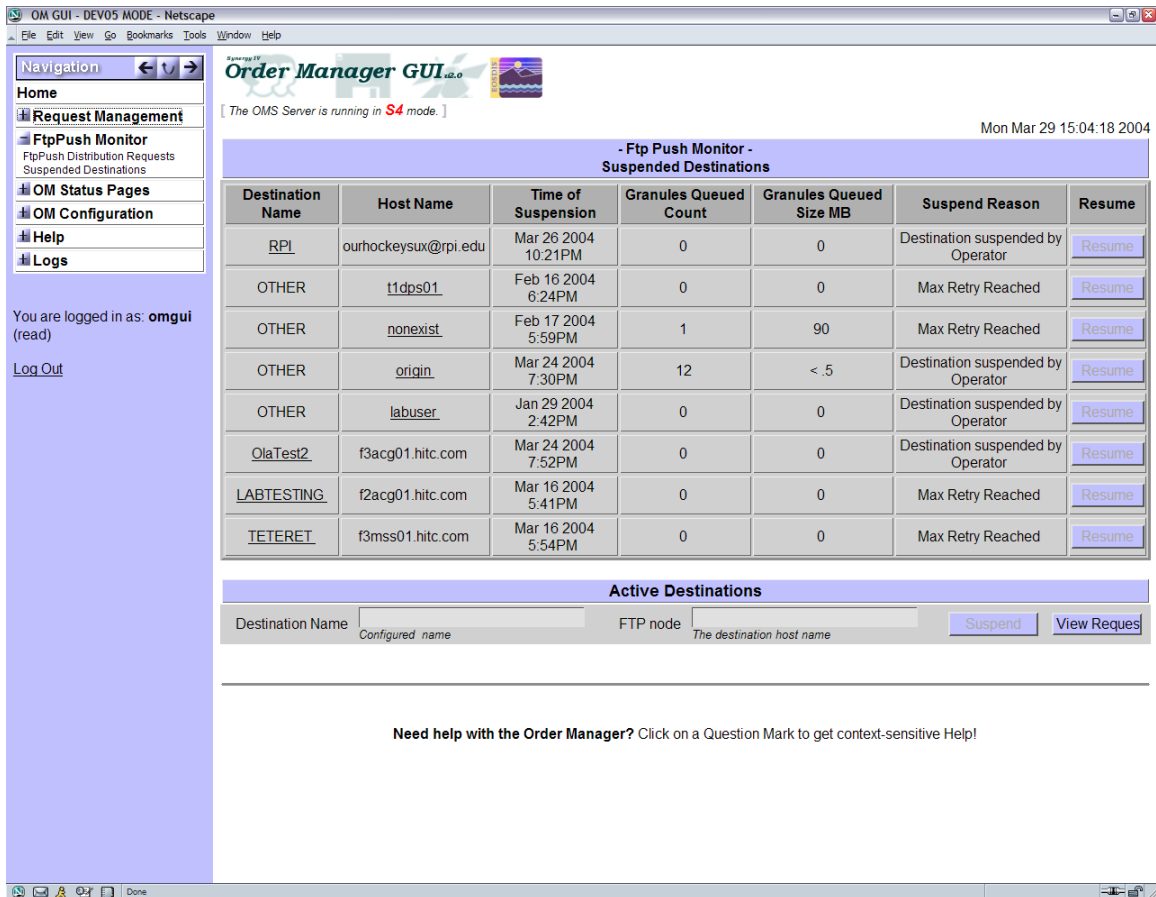 OM GUI - DEV05 MODE - Netscape
File Edit View Go Bookmarks Tools Window Help
Navigation
Home
Request Management
FtpPush Monitor
FtpPush Distribution Requests
Suspended Destinations
OM Status Pages
OM Configuration
Help
Logs
You are logged in as: omgui
(read)
Log Out
Synergy IV
Order Manager GUI
EOSDIS
[ The OMS Server is running in S4 mode. ]
Mon Mar 29 15:04:18 2004
- Ftp Push Monitor -
Suspended Destinations
Destination Name Host Name Time of Suspension Granules Queued Count Granules Queued Size MB Suspend Reason Resume
RPI ourhockeysux@rpi.edu Mar 26 2004 10:21PM 0 0 Destination suspended by Operator Resume
OTHER t1dps01 Feb 16 2004 6:24PM 0 0 Max Retry Reached Resume
OTHER nonexist Feb 17 2004 5:59PM 1 90 Max Retry Reached Resume
OTHER origin Mar 24 2004 7:30PM 12 < .5 Destination suspended by Operator Resume
OTHER labuser Jan 29 2004 2:42PM 0 0 Destination suspended by Operator Resume
OlaTest2 f3acg01.hitc.com Mar 24 2004 7:52PM 0 0 Destination suspended by Operator Resume
LABTESTING f2acg01.hitc.com Mar 16 2004 5:41PM 0 0 Max Retry Reached Resume
TETERET f3mss01.hitc.com Mar 16 2004 5:54PM 0 0 Max Retry Reached Resume
Active Destinations
Destination Name FTP node Suspend View Reques
Configured name The destination host name
Need help with the Order Manager? Click on a Question Mark to get context-sensitive Help!
Done